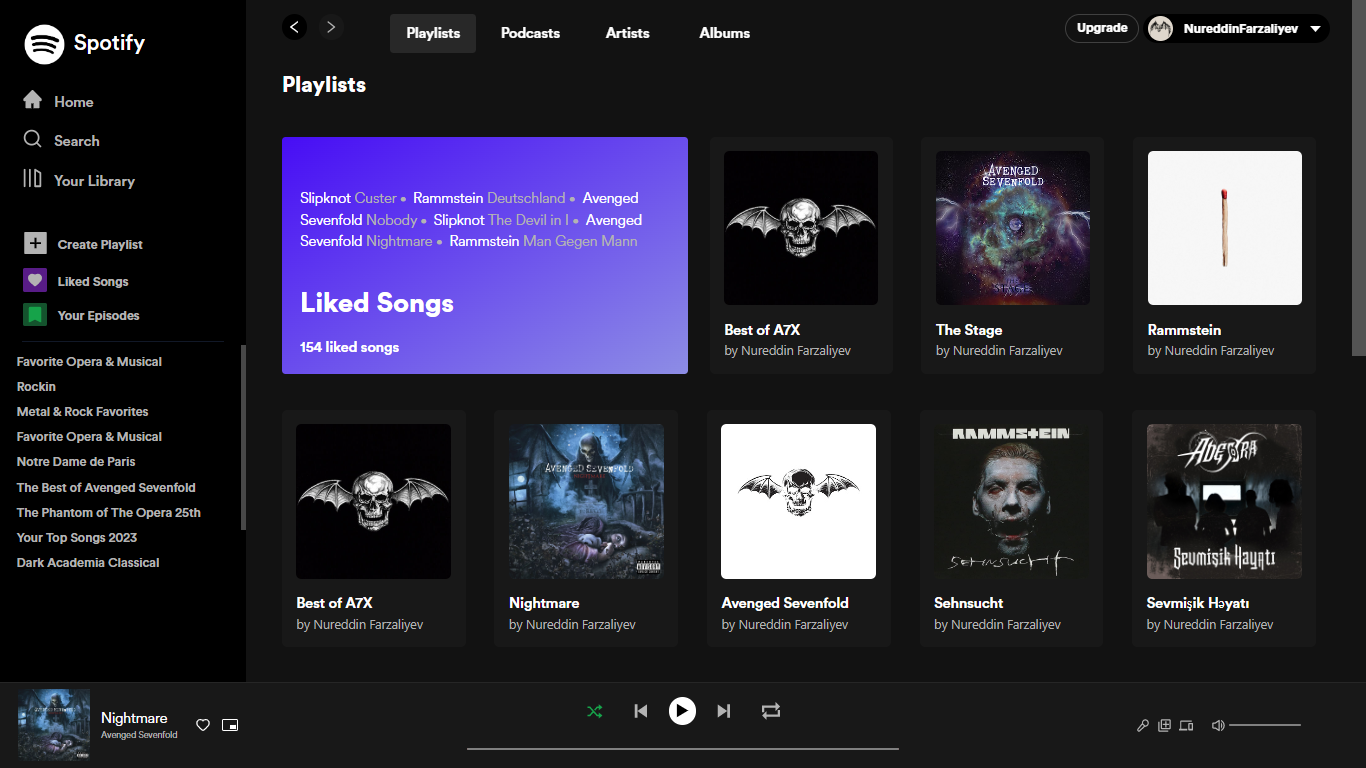 Spotify
Home
Search
Your Library
Create Playlist
Liked Songs
Your Episodes
Favorite Opera & Musical
Rockin
Metal & Rock Favorites
Favorite Opera & Musical
Notre Dame de Paris
The Best of Avenged Sevenfold
The Phantom of The Opera 25th
Your Top Songs 2023
Dark Academia Classical
Playlists Podcasts Artists Albums
Upgrade NureddinFarzaliyev
Playlists
Slipknot Custer • Rammstein Deutschland • Avenged
Sevenfold Nobody • Slipknot The Devil in I • Avenged
Sevenfold Nightmare • Rammstein Man Gegen Mann
Liked Songs
154 liked songs
Best of A7X
by Nureddin Farzaliyev
AVENGED
SEVENFOLD
THE
STAGE
The Stage
by Nureddin Farzaliyev
Rammstein
by Nureddin Farzaliyev
Best of A7X
by Nureddin Farzaliyev
AVENGED SEVENFOLD
Nightmare
by Nureddin Farzaliyev
Avenged Sevenfold
by Nureddin Farzaliyev
RAMMSTEIN
SEHNSUCHT
Sehnsucht
by Nureddin Farzaliyev
Sevmişik Həyatı
Sevmişik Həyatı
by Nureddin Farzaliyev
Nightmare
Avenged Sevenfold